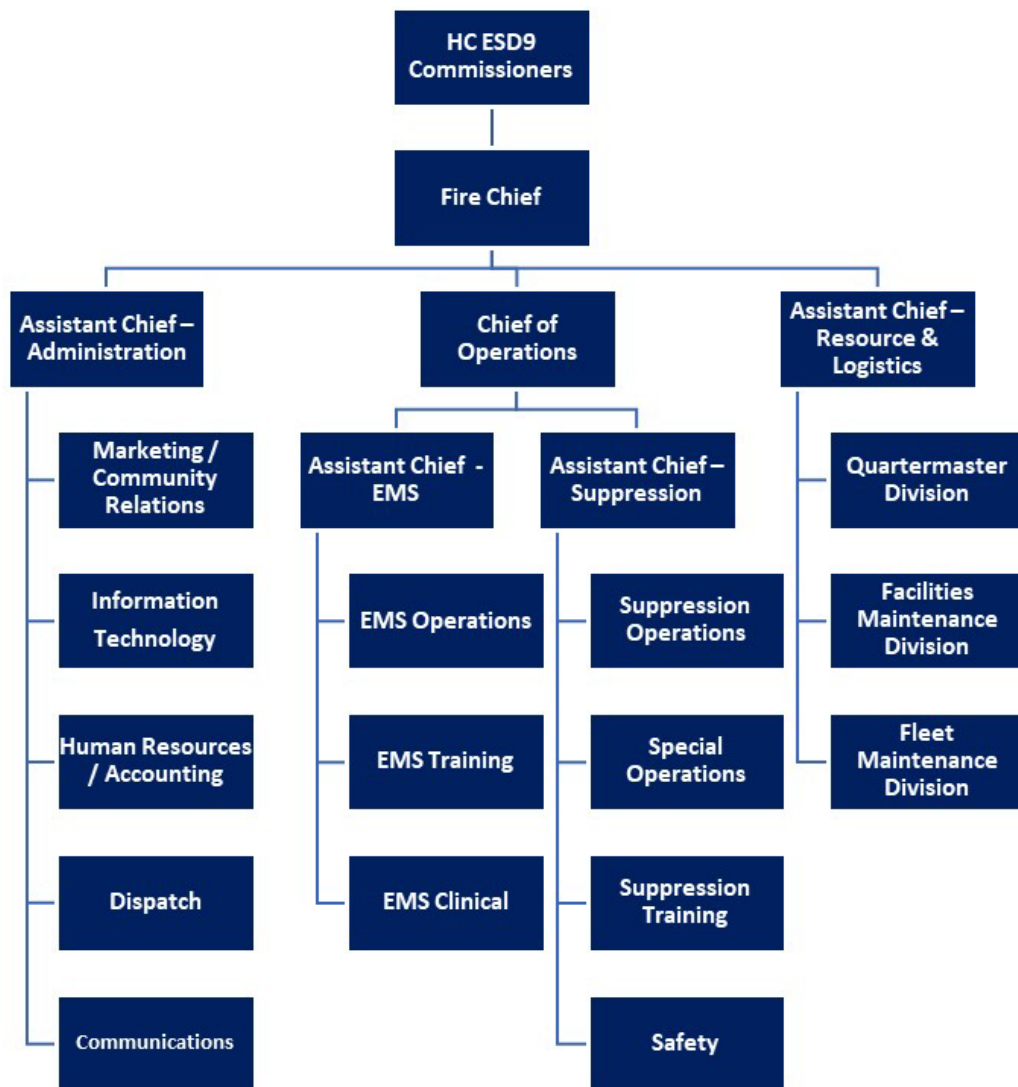 HC ESD9
Commissioners
Fire Chief
Assistant Chief –
Administration
Chief of
Operations
Assistant Chief –
Resource &
Logistics
Marketing /
Community
Relations
Information
Technology
Human Resources
/ Accounting
Dispatch
Communications
Assistant Chief -
EMS
EMS Operations
EMS Training
EMS Clinical
Assistant Chief –
Suppression
Suppression
Operations
Special
Operations
Suppression
Training
Safety
Quartermaster
Division
Facilities
Maintenance
Division
Fleet
Maintenance
Division